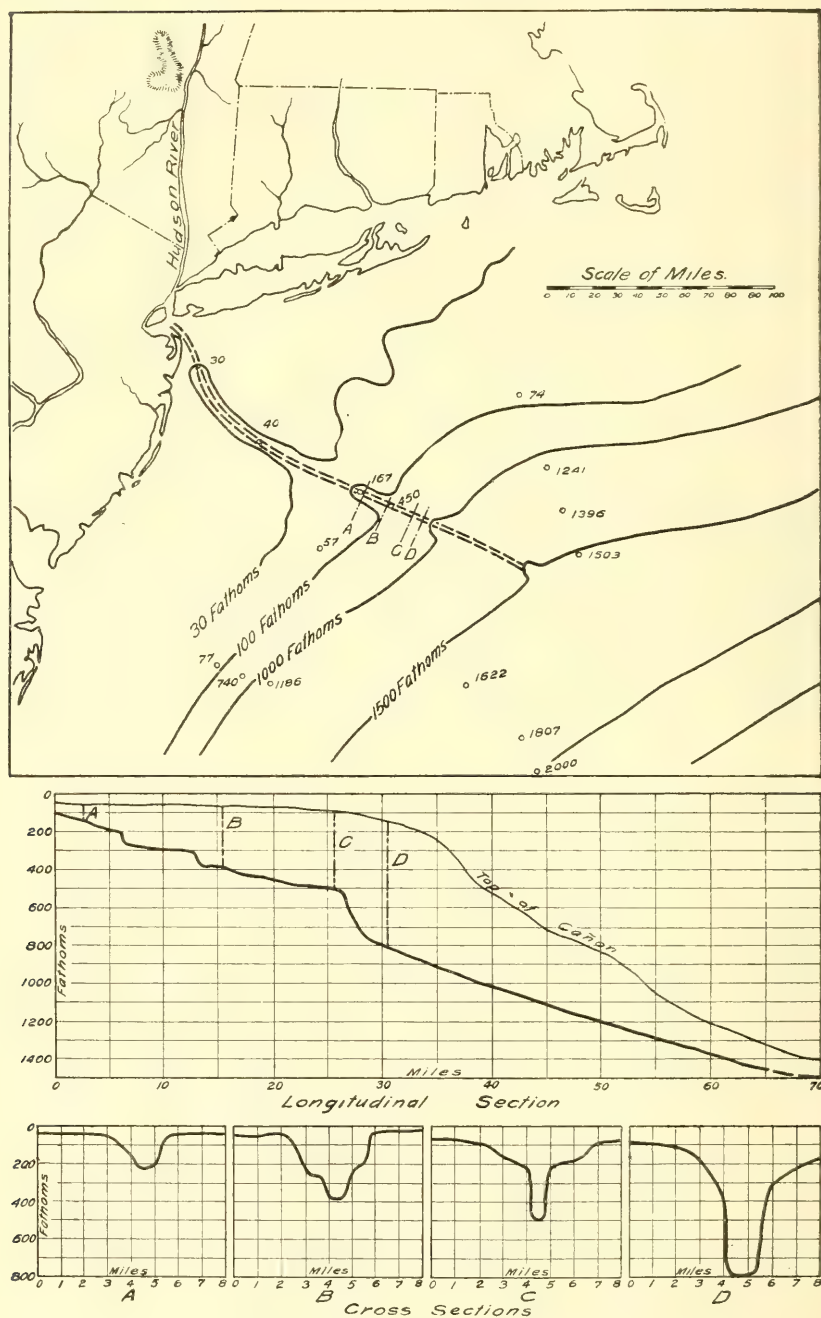 Hudson River
Scale of Miles.
0 10 20 30 40 50 60 70 80 90 100
30
40
74
167
450
1241
1396
1503
A
B
C
D
57
30 Fathoms
100 Fathoms
1000 Fathoms
1500 Fathoms
77
740
1186
1622
1807
2000
0
200
400
600
800
1000
1200
1400
Fathoms
A
B
C
D
Top of Cañon
0 10 20 30 40 50 60 70
Miles
Longitudinal Section
0
200
400
600
800
Fathoms
Miles
0 1 2 3 4 5 6 7 8
A
Miles
0 1 2 3 4 5 6 7 8
B
Miles
0 1 2 3 4 5 6 7 8
C
Miles
0 1 2 3 4 5 6 7 8
D
Cross Sections